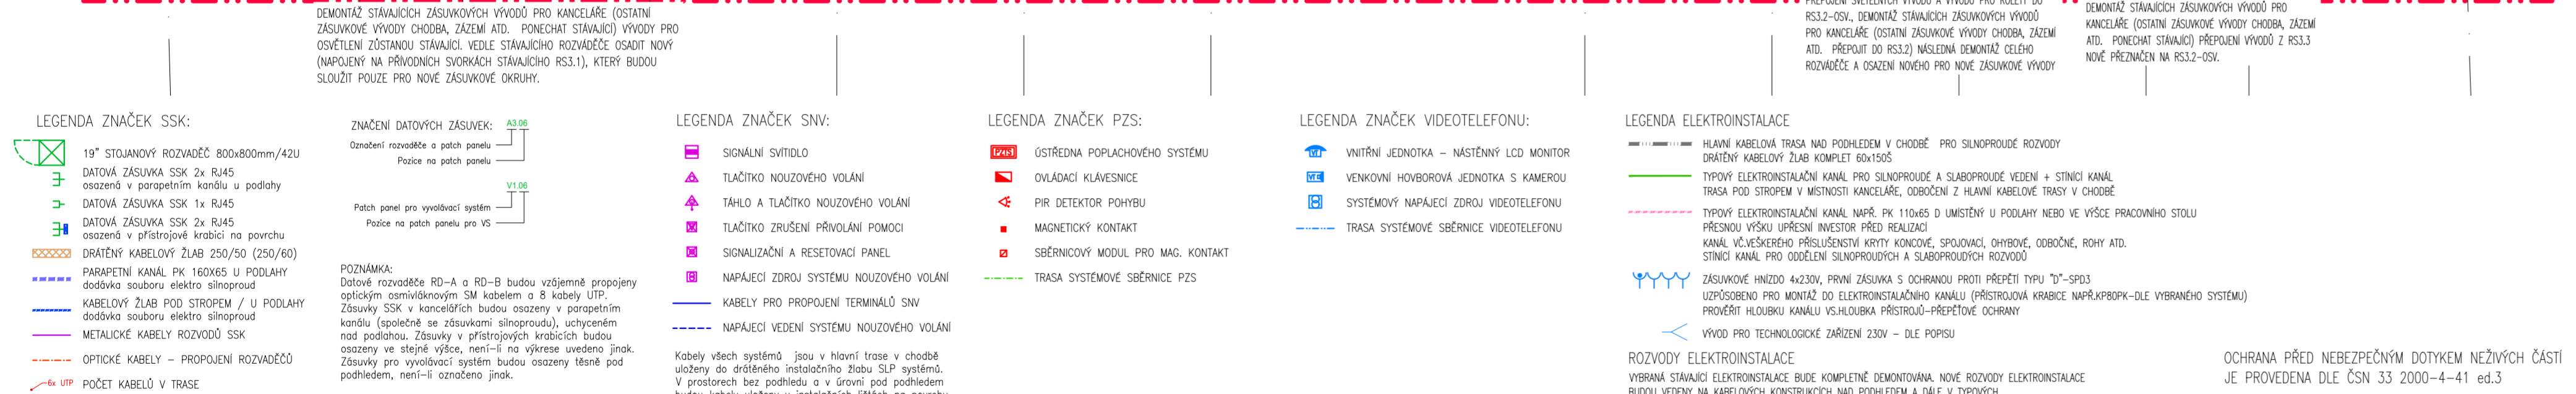 DEMONTÁŽ STÁVAJÍCÍCH ZÁSUVKOVÝCH VÝVODŮ PRO KANCELÁŘE (OSTATNÍ
ZÁSUVKOVÉ VÝVODY CHODBA, ZÁZEMÍ ATD. PONECHAT STÁVAJÍCÍ) VÝVODY PRO
OSVĚTLENÍ ZŮSTANOU STÁVAJÍCÍ. VEDLE STÁVAJÍCÍHO ROZVÁDĚČE OSADIT NOVÝ
(NAPOJENÝ NA PŘÍVODNÍCH SVORKÁCH STÁVAJÍCÍHO RS3.1), KTERÝ BUDOU
SLOUŽIT POUZE PRO NOVÉ ZÁSUVKOVÉ OKRUHY.
PŘEPOJENÍ SVĚTELNÝCH VÝVODŮ A VÝVODŮ PRO ROLETY DO
RS3.2-OSV., DEMONTÁŽ STÁVAJÍCÍCH ZÁSUVKOVÝCH VÝVODŮ
PRO KANCELÁŘE (OSTATNÍ ZÁSUVKOVÉ VÝVODY CHODBA, ZÁZEMÍ
ATD. PŘEPOJIT DO RS3.2) NÁSLEDNÁ DEMONTÁŽ CELÉHO
ROZVÁDĚČE A OSAZENÍ NOVÉHO PRO NOVÉ ZÁSUVKOVÉ VÝVODY
DEMONTÁŽ STÁVAJÍCÍCH ZÁSUVKOVÝCH VÝVODŮ PRO
KANCELÁŘE (OSTATNÍ ZÁSUVKOVÉ VÝVODY CHODBA, ZÁZEMÍ
ATD. PONECHAT STÁVAJÍCÍ) PŘEPOJENÍ VÝVODŮ Z RS3.3
NOVĚ PŘEZNAČEN NA RS3.2-OSV.
LEGENDA ZNAČEK SSK:
19" STOJANOVÝ ROZVADĚČ 800x800mm/42U
DATOVÁ ZÁSUVKA SSK 2x RJ45
osazená v parapetním kanálu u podlahy
DATOVÁ ZÁSUVKA SSK 1x RJ45
DATOVÁ ZÁSUVKA SSK 2x RJ45
osazená v přístrojové krabici na povrchu
DRÁTĚNÝ KABELOVÝ ŽLAB 250/50 (250/60)
PARAPETNÍ KANÁL PK 160X65 U PODLAHY
dodávka souboru elektro silnoproud
KABELOVÝ ŽLAB POD STROPEM / U PODLAHY
dodávka souboru elektro silnoproud
METALICKÉ KABELY ROZVODŮ SSK
OPTICKÉ KABELY – PROPOJENÍ ROZVADĚČŮ
6x UTP POČET KABELŮ V TRASE
ZNAČENÍ DATOVÝCH ZÁSUVEK: A3.06
Označení rozvaděče a patch panelu
Pozice na patch panelu
V1.06
Patch panel pro vyvolávací systém
Pozice na patch panelu pro VS
POZNÁMKA:
Datové rozvaděče RD-A a RD-B budou vzájemně propojeny
optickým osmivláknovým SM kabelem a 8 kabely UTP.
Zásuvky SSK v kancelářích budou osazeny v parapetním
kanálu (společně se zásuvkami silnoproudu), uchyceném
nad podlahou. Zásuvky v přístrojových krabicích budou
osazeny ve stejné výšce, není-li na výkrese uvedeno jinak.
Zásuvky pro vyvolávací systém budou osazeny těsně pod
podhledem, není-li označeno jinak.
LEGENDA ZNAČEK SNV:
SIGNÁLNÍ SVÍTIDLO
TLAČÍTKO NOUZOVÉHO VOLÁNÍ
TÁHLO A TLAČÍTKO NOUZOVÉHO VOLÁNÍ
TLAČÍTKO ZRUŠENÍ PŘIVOLÁNÍ POMOCI
SIGNALIZAČNÍ A RESETOVACÍ PANEL
NAPÁJECÍ ZDROJ SYSTÉMU NOUZOVÉHO VOLÁNÍ
KABELY PRO PROPOJENÍ TERMINÁLŮ SNV
NAPÁJECÍ VEDENÍ SYSTÉMU NOUZOVÉHO VOLÁNÍ
Kabely všech systémů jsou v hlavní trase v chodbě
uloženy do drátěného instalačního žlabu SLP systémů.
V prostorech bez podhledu a v úrovni pod podhledem
budou kabely uloženy v instalačních lištách na povrchu
LEGENDA ZNAČEK PZS:
PZTS ÚSTŘEDNA POPLACHOVÉHO SYSTÉMU
OVLÁDACÍ KLÁVESNICE
PIR DETEKTOR POHYBU
MAGNETICKÝ KONTAKT
SBĚRNICOVÝ MODUL PRO MAG. KONTAKT
TRASA SYSTÉMOVÉ SBĚRNICE PZS
LEGENDA ZNAČEK VIDEOTELEFONU:
VNITŘNÍ JEDNOTKA – NÁSTĚNNÝ LCD MONITOR
VENKOVNÍ HOVBOROVÁ JEDNOTKA S KAMEROU
SYSTÉMOVÝ NAPÁJECÍ ZDROJ VIDEOTELEFONU
TRASA SYSTÉMOVÉ SBĚRNICE VIDEOTELEFONU
LEGENDA ELEKTROINSTALACE
HLAVNÍ KABELOVÁ TRASA NAD PODHLEDEM V CHODBĚ PRO SILNOPROUDÉ ROZVODY
DRÁTĚNÝ KABELOVÝ ŽLAB KOMPLET 60x150Š
TYPOVÝ ELEKTROINSTALAČNÍ KANÁL PRO SILNOPROUDÉ A SLABOPROUDÉ VEDENÍ + STÍNÍCÍ KANÁL
TRASA POD STROPEM V MÍSTNOSTI KANCELÁŘE, ODBOČENÍ Z HLAVNÍ KABELOVÉ TRASY V CHODBĚ
TYPOVÝ ELEKTROINSTALAČNÍ KANÁL NAPŘ. PK 110x65 D UMÍSTĚNÝ U PODLAHY NEBO VE VÝŠCE PRACOVNÍHO STOLU
PŘESNOU VÝŠKU UPŘESNÍ INVESTOR PŘED REALIZACÍ
KANÁL VČ.VEŠKERÉHO PŘÍSLUŠENSTVÍ KRYTY KONCOVÉ, SPOJOVACÍ, OHYBOVÉ, ODBOČNÉ, ROHY ATD.
STÍNÍCÍ KANÁL PRO ODDĚLENÍ SILNOPROUDÝCH A SLABOPROUDÝCH ROZVODŮ
ZÁSUVKOVÉ HNÍZDO 4x230V, PRVNÍ ZÁSUVKA S OCHRANOU PROTI PŘEPĚTÍ TYPU "D"-SPD3
UZPŮSOBENO PRO MONTÁŽ DO ELEKTROINSTALAČNÍHO KANÁLU (PŘÍSTROJOVÁ KRABICE NAPŘ.KP80PK-DLE VYBRANÉHO SYSTÉMU)
PROVĚŘIT HLOUBKU KANÁLU VS.HLOUBKA PŘÍSTROJŮ-PŘEPĚŤOVÉ OCHRANY
VÝVOD PRO TECHNOLOGICKÉ ZAŘÍZENÍ 230V – DLE POPISU
ROZVODY ELEKTROINSTALACE
VYBRANÁ STÁVAJÍCÍ ELEKTROINSTALACE BUDE KOMPLETNĚ DEMONTOVÁNA. NOVÉ ROZVODY ELEKTROINSTALACE
BUDOU VEDENY NA KABELOVÝCH KONSTRUKCÍCH NAD PODHLEDEM A DÁLE V TYPOVÝCH
OCHRANA PŘED NEBEZPEČNÝM DOTYKEM NEŽIVÝCH ČÁSTÍ
JE PROVEDENA DLE ČSN 33 2000-4-41 ed.3